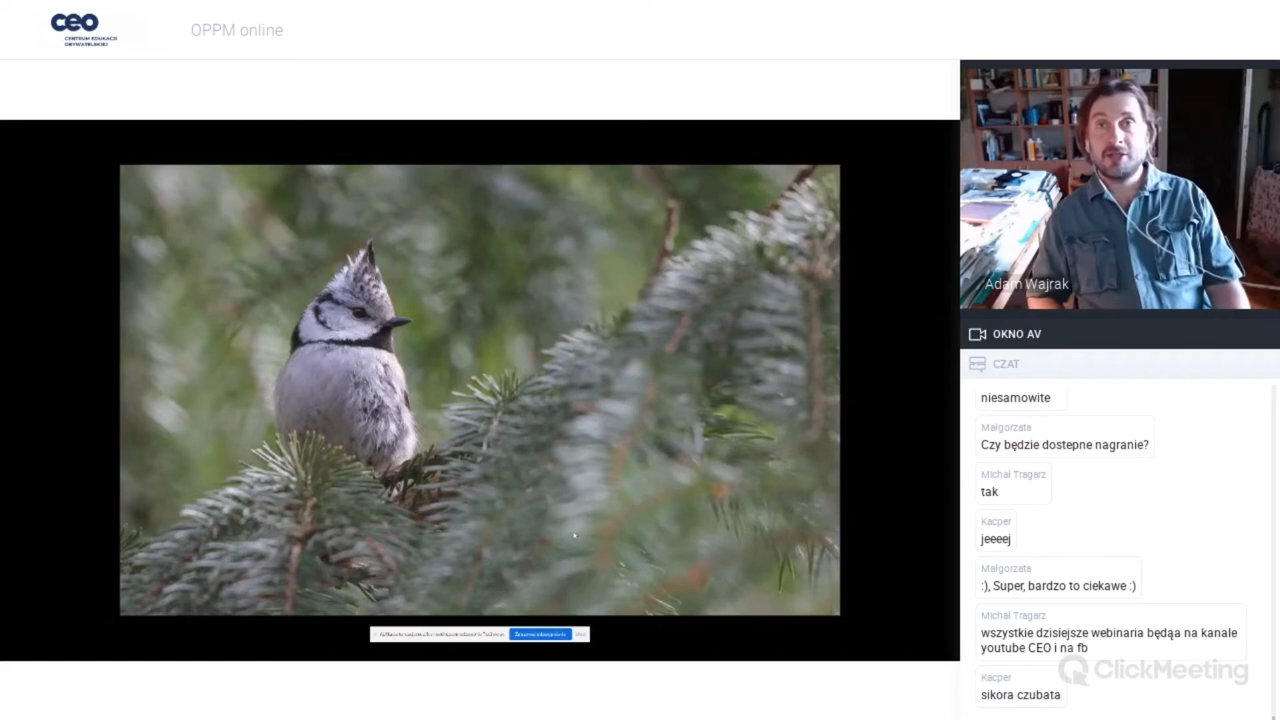 ceo
CENTRUM EDUKACJI
OBYWATELSKIEJ
OPPM online
Adam Wajrak
OKNO AV
CZAT
niesamowite
Małgorzata
Czy będzie dostepne nagranie?
Michał Tragarz
tak
Kacper
jeeeej
Małgorzata
:), Super, bardzo to ciekawe :)
Michał Tragarz
wszystkie dzisiejsze webinaria będąa na kanale
youtube CEO i na fb
ClickMeeting
Kacper
sikora czubata